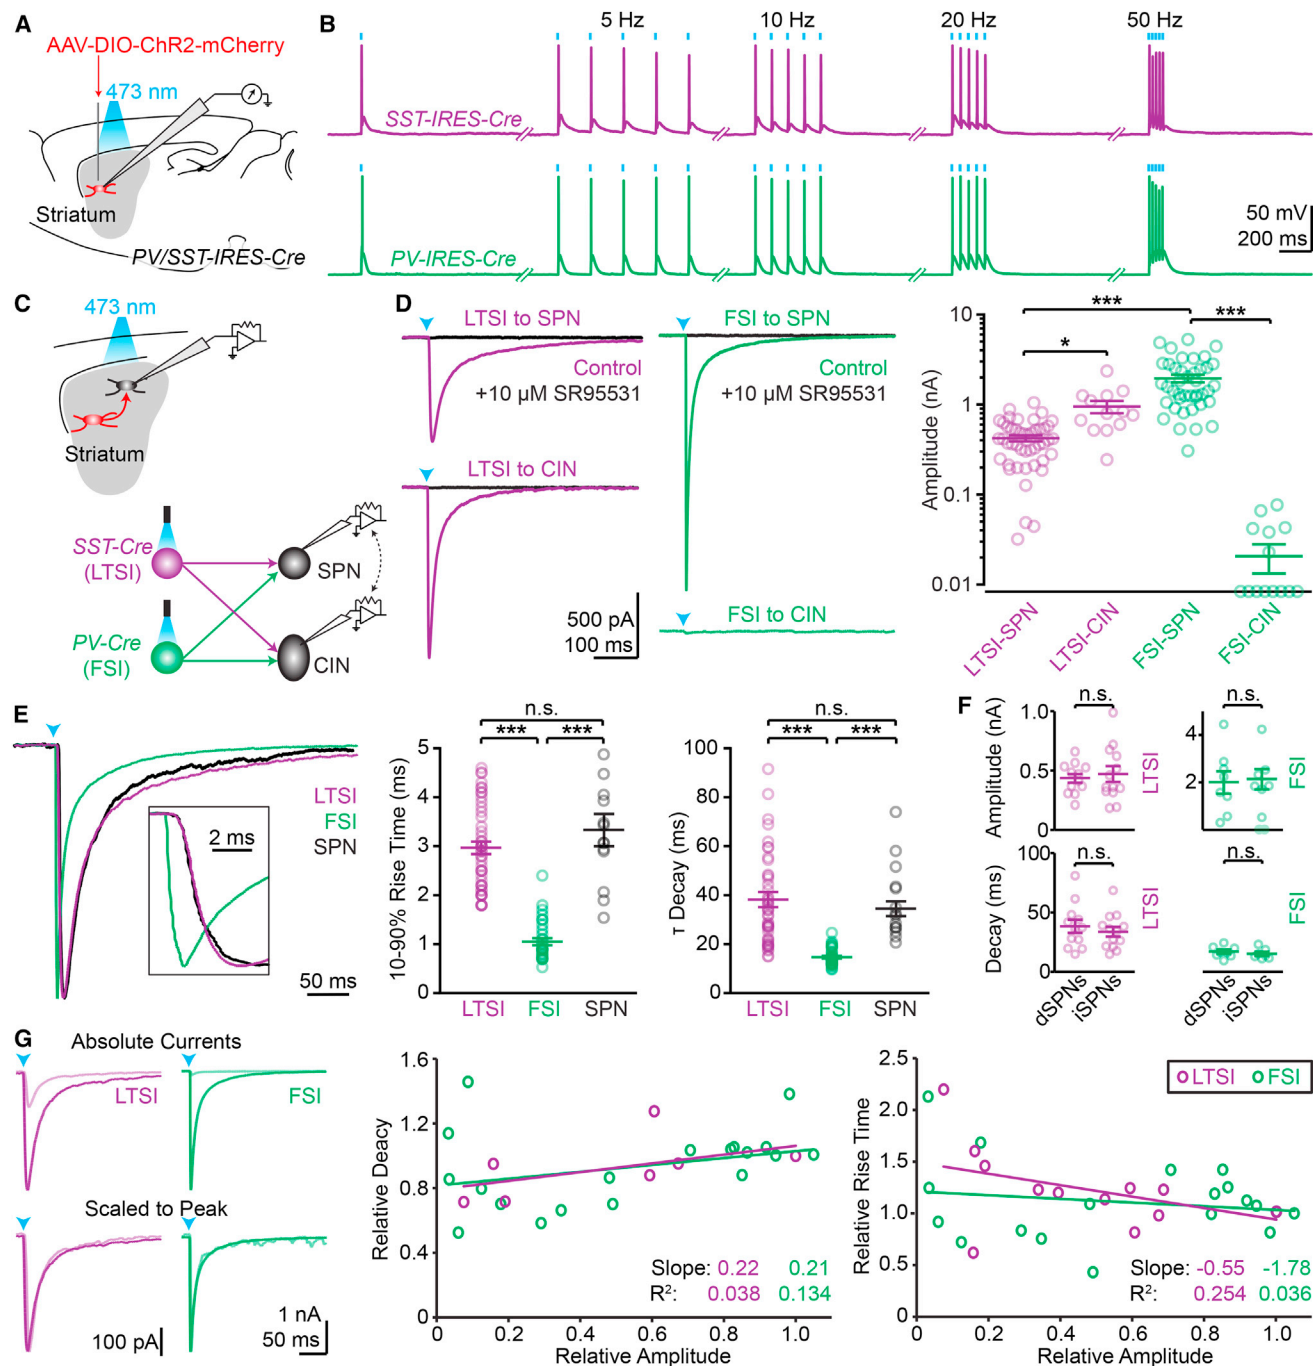 A
AAV-DIO-ChR2-mCherry
473 nm
Striatum
PV/SST-IRES-Cre
B
5 Hz
10 Hz
20 Hz
50 Hz
SST-IRES-Cre
PV-IRES-Cre
50 mV
200 ms
C
473 nm
Striatum
SST-Cre
(LTSI)
SPN
PV-Cre
(FSI)
CIN
D
LTSI to SPN
Control
+10 µM SR95531
FSI to SPN
Control
+10 µM SR95531
LTSI to CIN
500 pA
100 ms
FSI to CIN
Amplitude (nA)
10
1
0.1
0.01
***
***
*
LTSI-SPN
LTSI-CIN
FSI-SPN
FSI-CIN
E
LTSI
FSI
SPN
2 ms
50 ms
10-90% Rise Time (ms)
5
4
3
2
1
0
n.s.
***
***
LTSI
FSI
SPN
τ Decay (ms)
100
80
60
40
20
0
n.s.
***
***
LTSI
FSI
SPN
F
Amplitude (nA)
1.0
0.5
0
n.s.
LTSI
4
2
n.s.
FSI
Decay (ms)
100
50
0
n.s.
LTSI
n.s.
FSI
dSPNs
iSPNs
dSPNs
iSPNs
G
Absolute Currents
LTSI
FSI
Scaled to Peak
100 pA
1 nA
50 ms
Relative Deacy
1.6
1.2
0.8
0.4
0
Slope: 0.22 0.21
R²: 0.038 0.134
0 0.2 0.4 0.6 0.8 1.0
Relative Amplitude
Relative Rise Time
2.5
2.0
1.5
1.0
0.5
0
LTSI FSI
Slope: -0.55 -1.78
R²: 0.254 0.036
0 0.2 0.4 0.6 0.8 1.0
Relative Amplitude